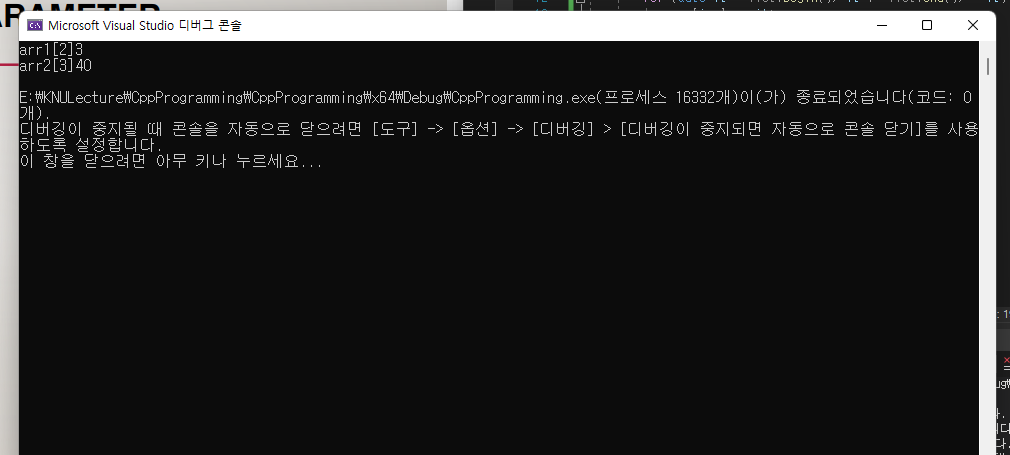 Microsoft Visual Studio 디버그 콘솔
arr1[2]3
arr2[3]40
E:\KNULecture\CppProgramming\CppProgramming\x64\Debug\CppProgramming.exe(프로세스 16332개)이(가) 종료되었습니다(코드: 0
개).
디버깅이 중지될 때 콘솔을 자동으로 닫으려면 [도구] -> [옵션] -> [디버깅] > [디버깅이 중지되면 자동으로 콘솔 닫기]를 사용
하도록 설정합니다.
이 창을 닫으려면 아무 키나 누르세요...